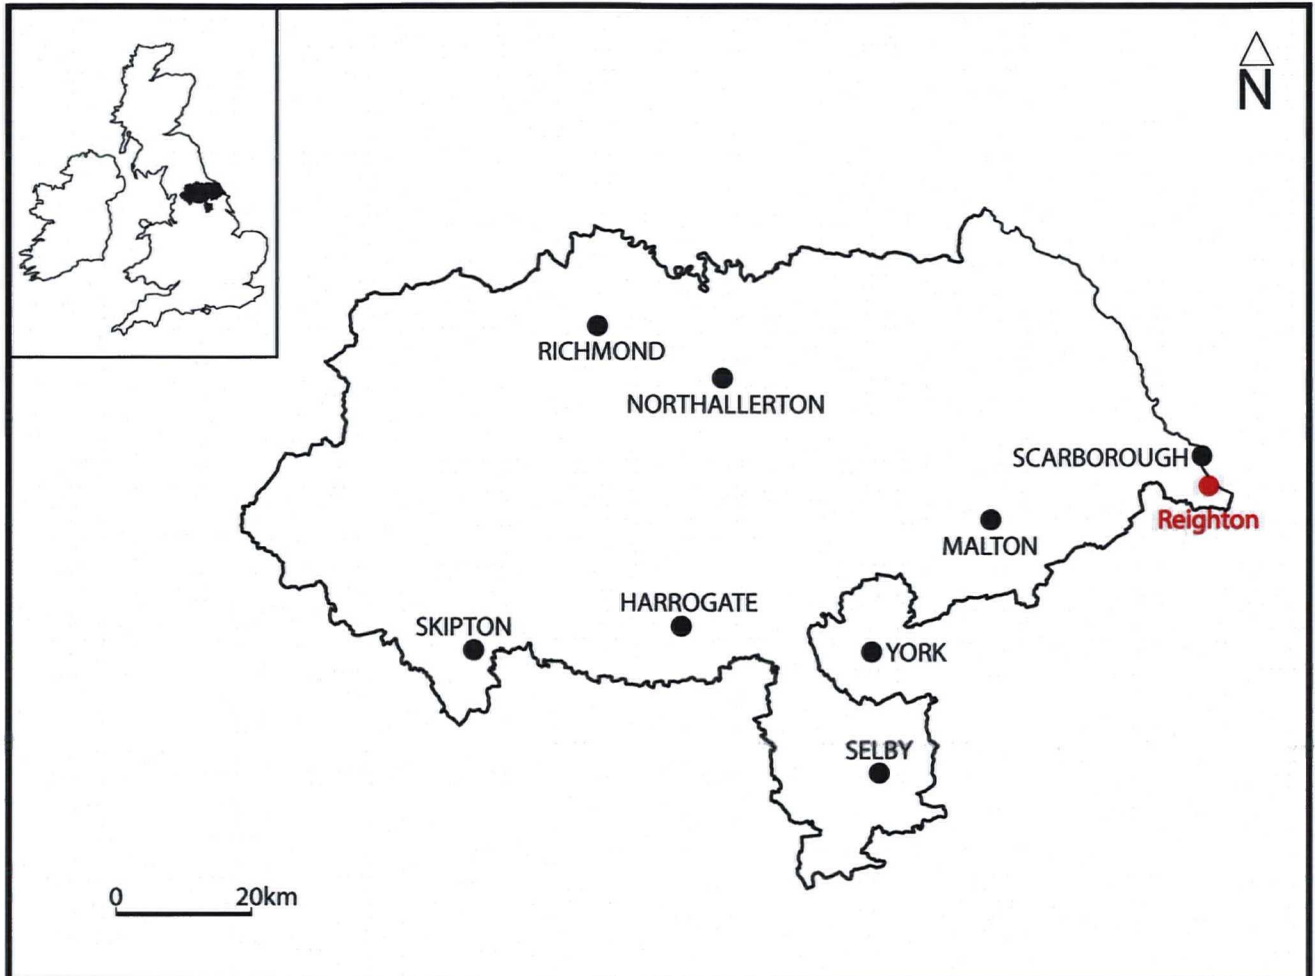 N
RICHMOND
NORTHALLERTON
SCARBOROUGH
Reighton
MALTON
HARROGATE
SKIPTON
YORK
SELBY
0 20km